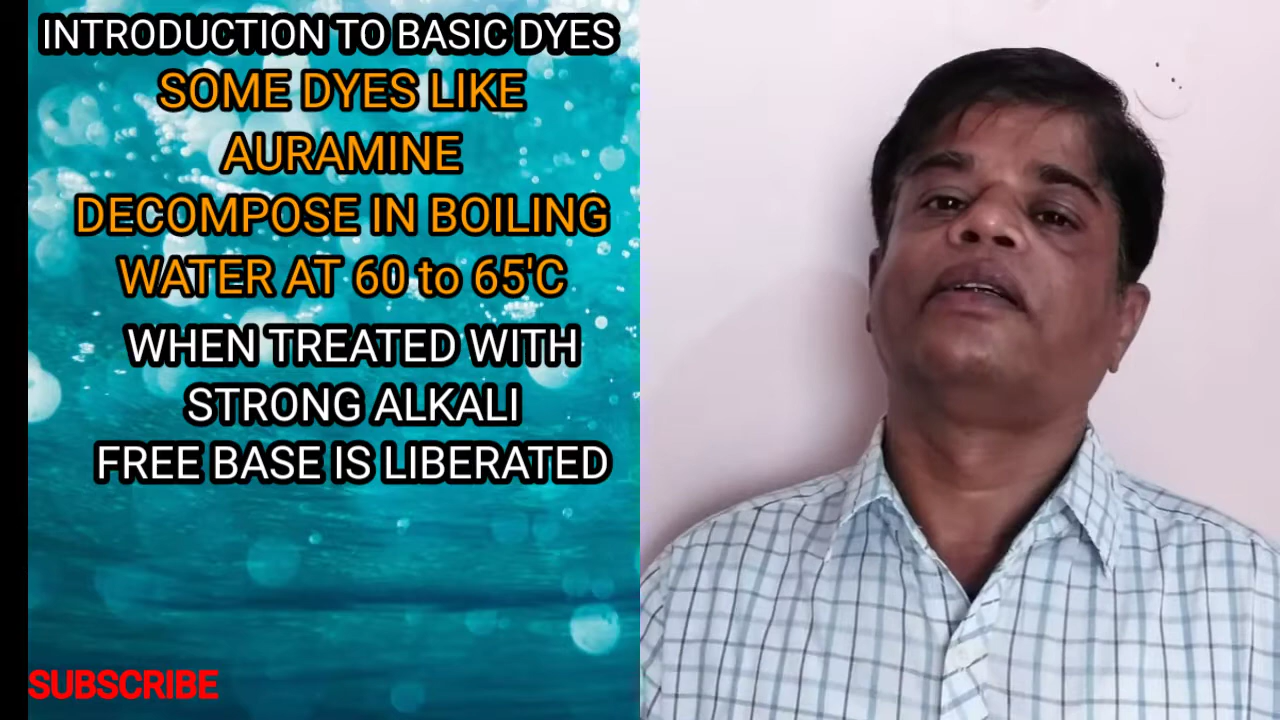 INTRODUCTION TO BASIC DYES
SOME DYES LIKE
AURAMINE
DECOMPOSE IN BOILING
WATER AT 60 to 65'C
WHEN TREATED WITH
STRONG ALKALI
FREE BASE IS LIBERATED
SUBSCRIBE